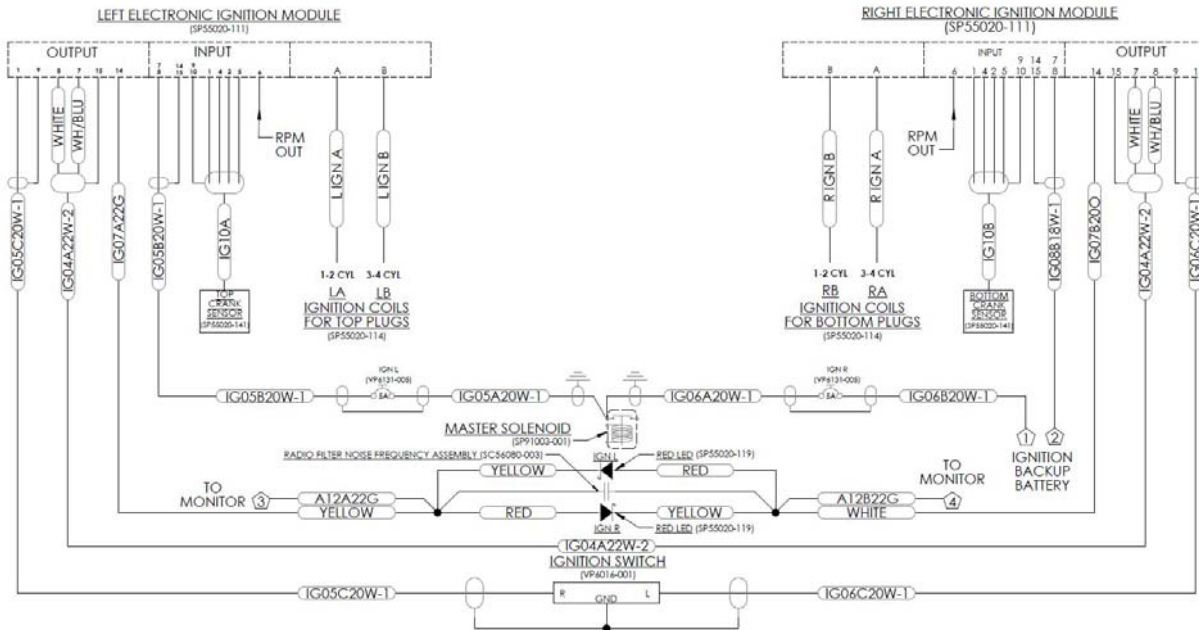 LEFT ELECTRONIC IGNITION MODULE
(SP55020-111)
RIGHT ELECTRONIC IGNITION MODULE
(SP55020-111)
OUTPUT
INPUT
INPUT
OUTPUT
1 9 8 7 15 14
7 8
14 15
9 10
1 4 2 5 6
A B
B A
6 1 4 2 5
9 10
14 15
7 8
14 15 7 8 9 1
WHITE
WH/BLU
RPM OUT
L IGN A
L IGN B
R IGN B
R IGN A
RPM OUT
WHITE
WH/BLU
IG05C20W-1
IG04A22W-2
IG07A22G
IG05B20W-1
IG10A
IG10B
IG08B18W-1
IG07B20O
IG04A22W-2
IG06C20W-1
TOP CRANK SENSOR
(SP55020-141)
1-2 CYL
3-4 CYL
LA
LB
IGNITION COILS
FOR TOP PLUGS
(SP55020-114)
1-2 CYL
3-4 CYL
RB
RA
IGNITION COILS
FOR BOTTOM PLUGS
(SP55020-114)
BOTTOM CRANK SENSOR
(SP55020-141)
IGN L
(VP6131-005)
5A
IGN R
(VP6131-005)
5A
IG05B20W-1
IG05A20W-1
IG06A20W-1
IG06B20W-1
MASTER SOLENOID
(SP91003-001)
1
2
IGNITION
BACKUP
BATTERY
RADIO FILTER NOISE FREQUENCY ASSEMBLY (SC56080-003)
IGN L
RED LED (SP55020-119)
YELLOW
RED
TO
MONITOR
3
A12A22G
YELLOW
RED
YELLOW
A12B22G
WHITE
TO
MONITOR
4
IGN R
RED LED (SP55020-119)
IG04A22W-2
IGNITION SWITCH
(VP6016-001)
IG05C20W-1
R
GND
L
IG06C20W-1